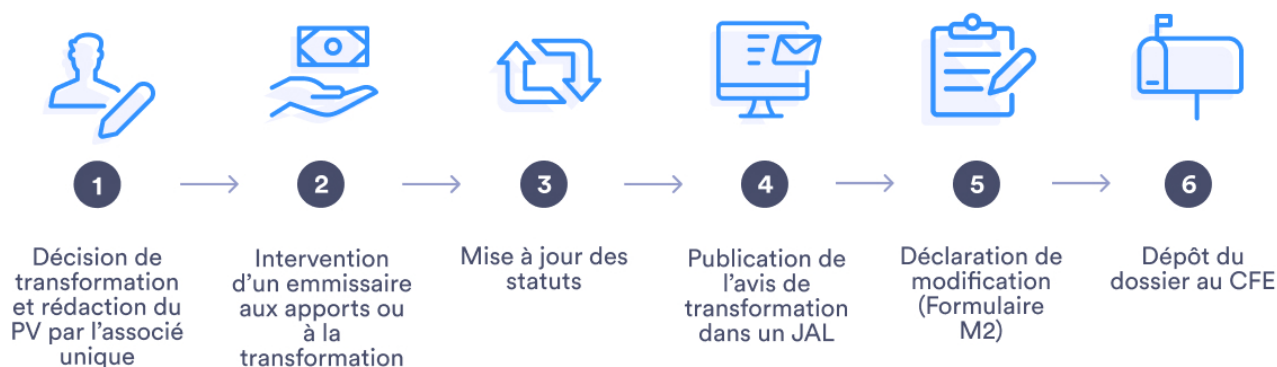 1
2
3
4
5
6
Décision de
transformation
et rédaction du
PV par l'associé
unique
Intervention
d'un emmissaire
aux apports ou
à la
transformation
Mise à jour des
statuts
Publication de
l'avis de
transformation
dans un JAL
Déclaration de
modification
(Formulaire
M2)
Dépôt du
dossier au CFE